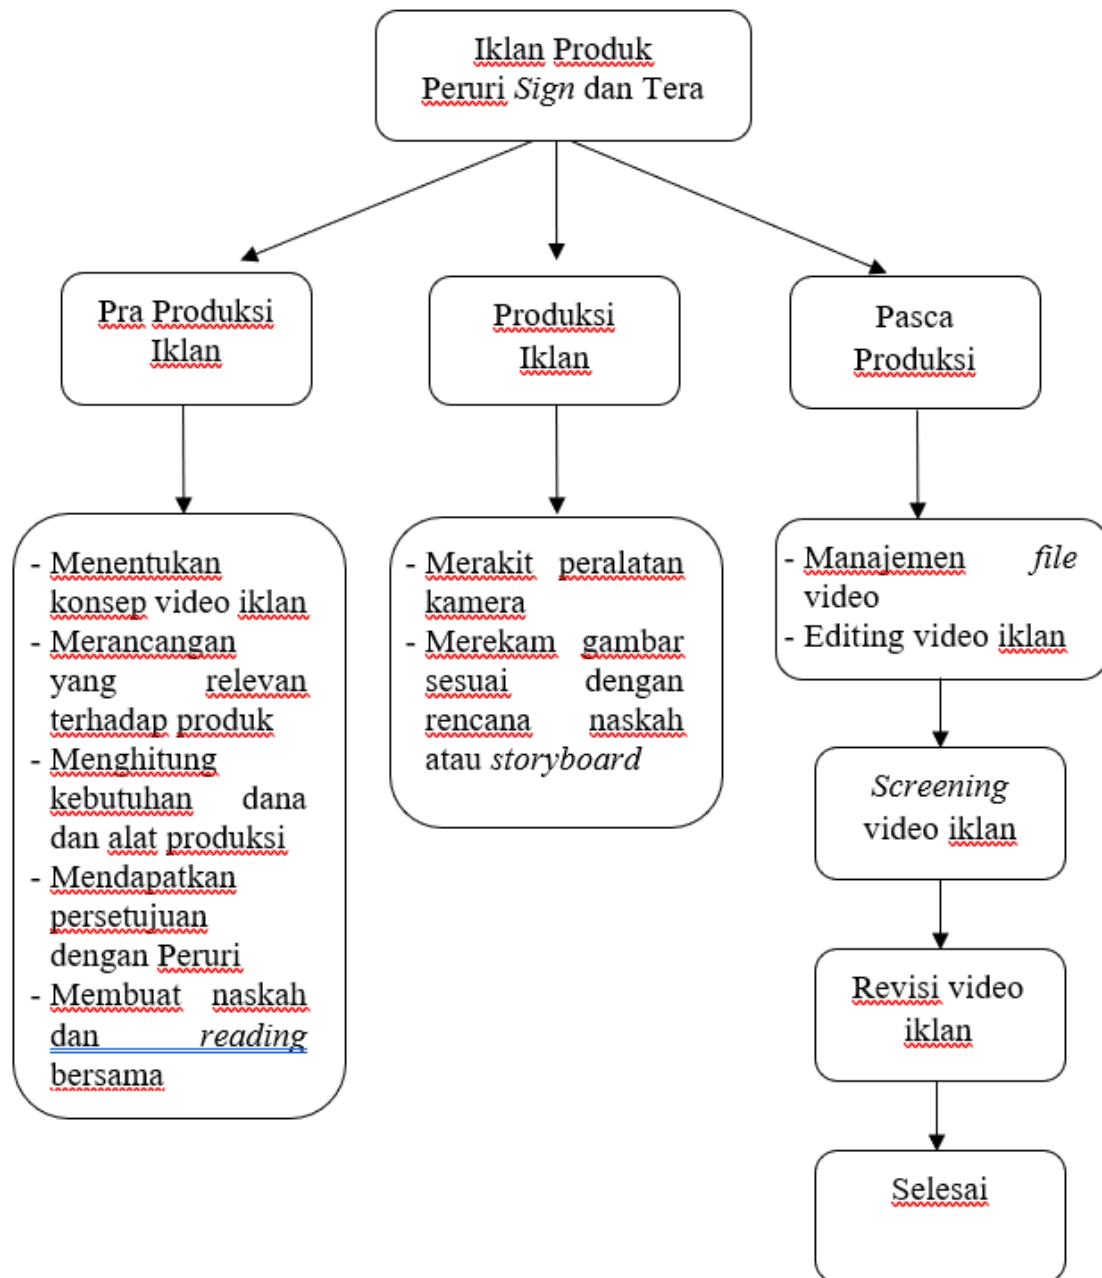 Iklan Produk
Peruri Sign dan Tera
Pra Produksi
Iklan
Produksi
Iklan
Pasca
Produksi
- Menentukan
konsep video iklan
- Merancangan
yang relevan
terhadap produk
- Menghitung
kebutuhan dana
dan alat produksi
- Mendapatkan
persetujuan
dengan Peruri
- Membuat naskah
dan reading
bersama
- Merakit peralatan
kamera
- Merekam gambar
sesuai dengan
rencana naskah
atau storyboard
- Manajemen file
video
- Editing video iklan
Screening
video iklan
Revisi video
iklan
Selesai